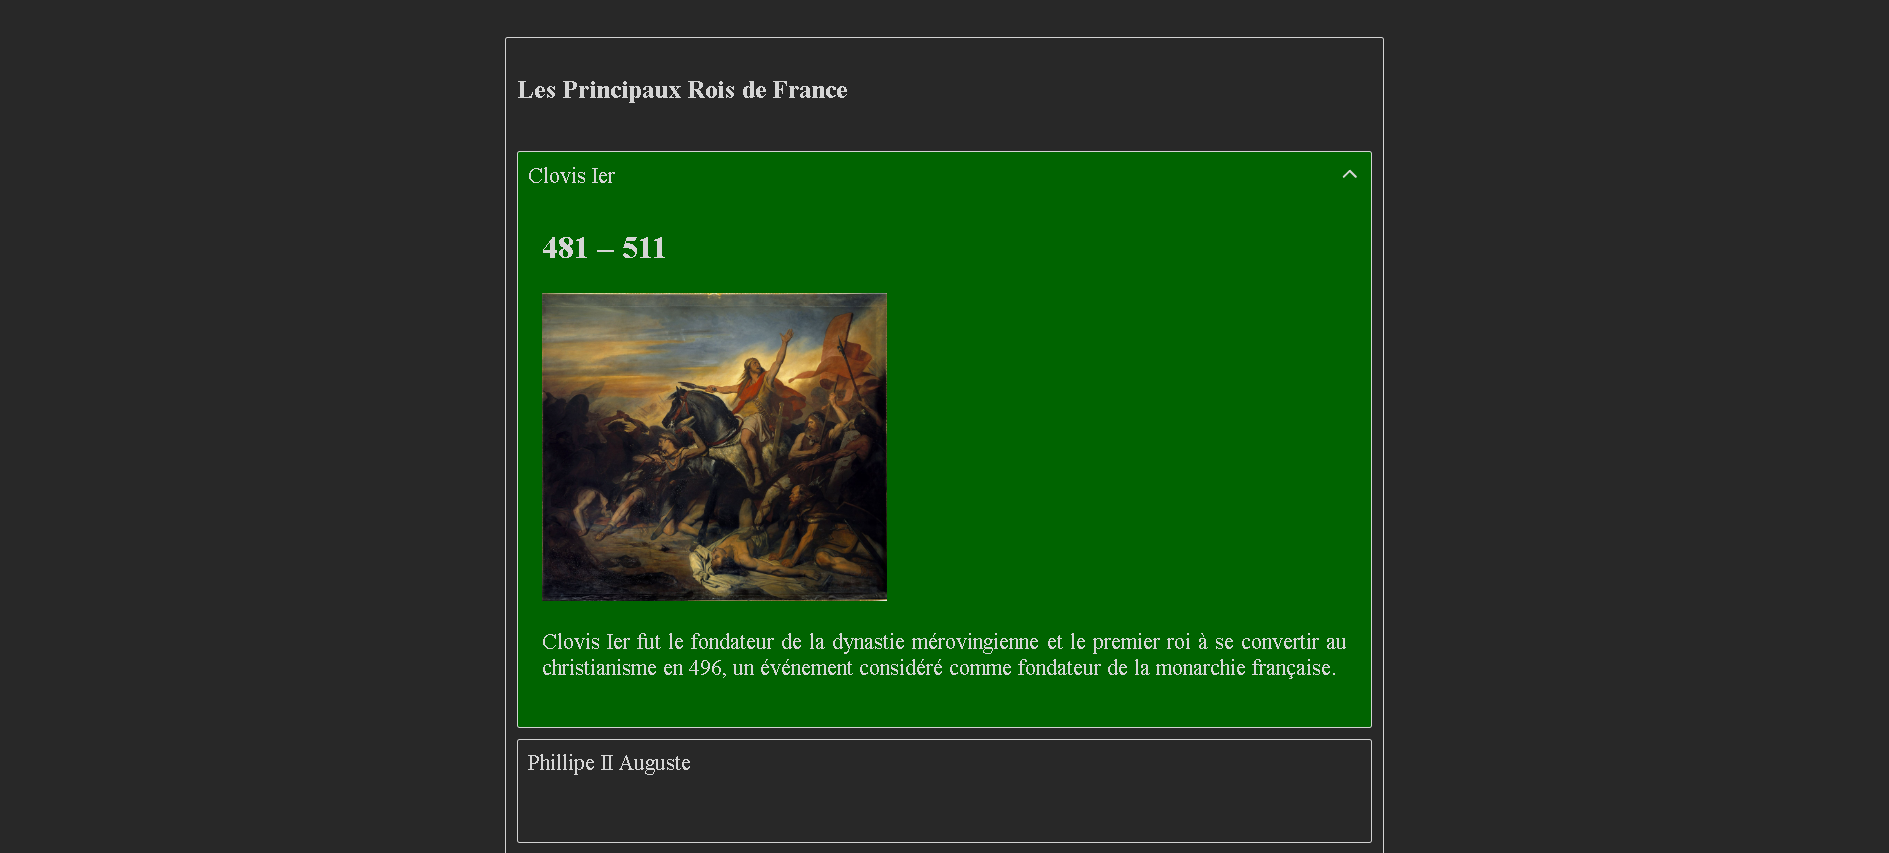 Les Principaux Rois de France
Clovis Ier
481 – 511
Clovis Ier fut le fondateur de la dynastie mérovingienne et le premier roi à se convertir au
christianisme en 496, un événement considéré comme fondateur de la monarchie française.
Phillipe II Auguste